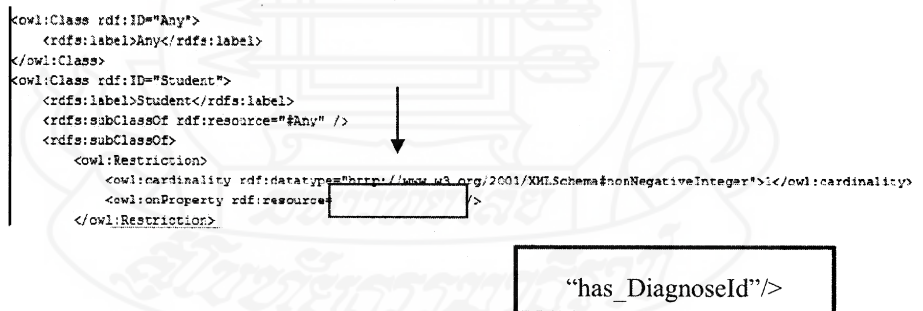 <owl:Class rdf:ID="Any">
<rdfs:label>Any</rdfs:label>
</owl:Class>
<owl:Class rdf:ID="Student">
<rdfs:label>Student</rdfs:label>
<rdfs:subClassOf rdf:resource="#Any" />
<rdfs:subClassOf>
<owl:Restriction>
<owl:cardinality rdf:datatype="http://www.w3.org/2001/XMLSchema#nonNegativeInteger">1</owl:cardinality>
<owl:onProperty rdf:resource= />
</owl:Restriction>
“has_DiagnoseId”/>